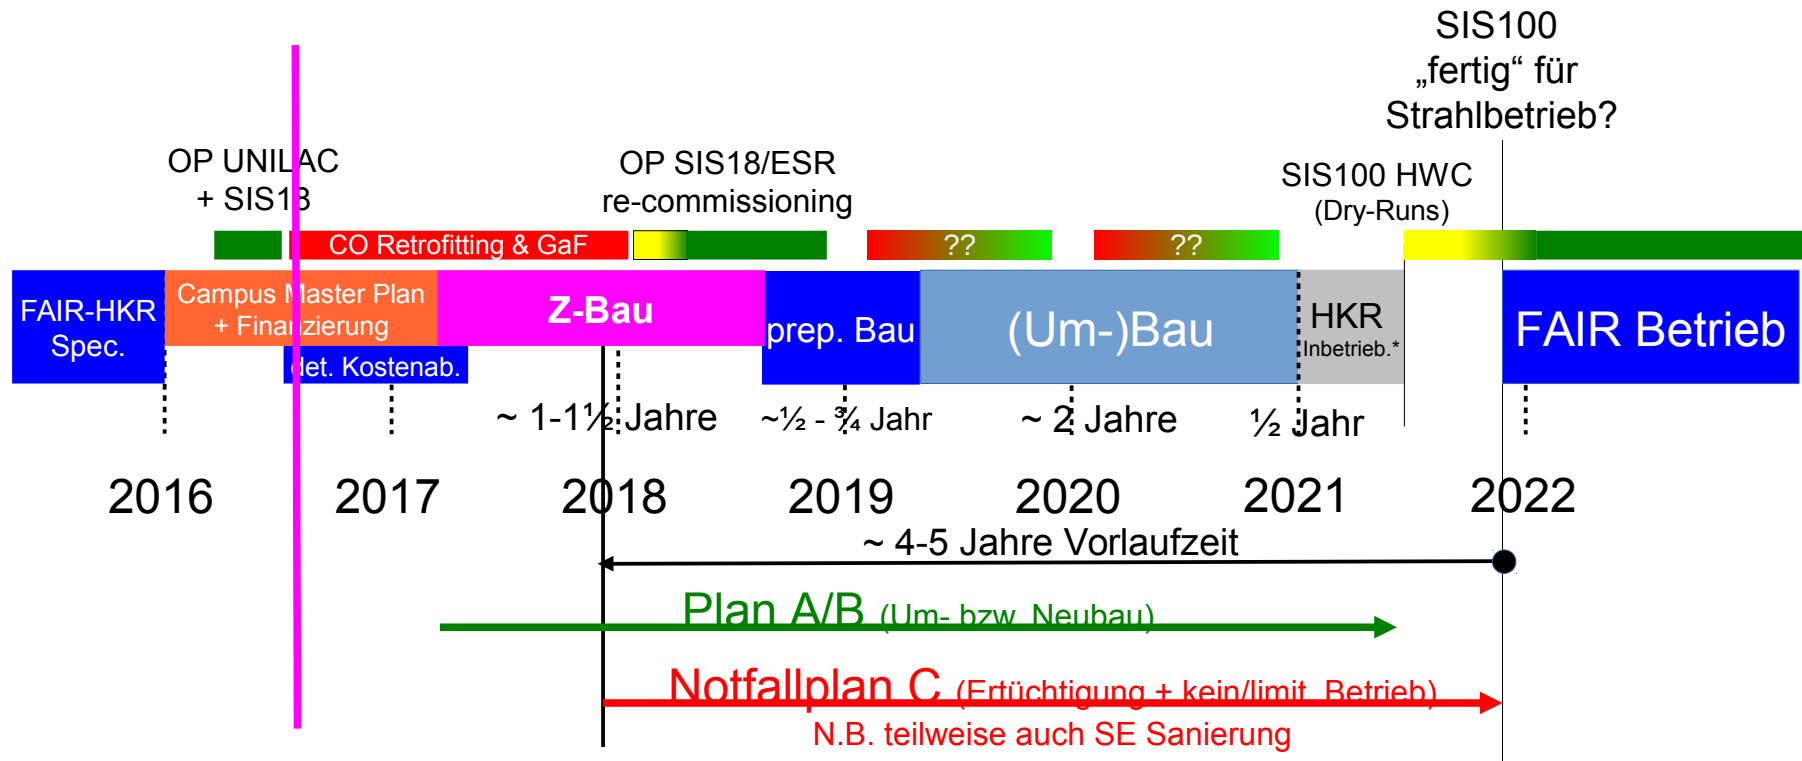 SIS100
„fertig“ für
Strahlbetrieb?
OP UNILAC
+ SIS18
OP SIS18/ESR
re-commissioning
SIS100 HWC
(Dry-Runs)
CO Retrofitting & GaF
??
??
FAIR-HKR
Spec.
Campus Master Plan
+ Finanzierung
det. Kostenab.
Z-Bau
prep. Bau
(Um-)Bau
HKR
Inbetrieb.*
FAIR Betrieb
~ 1-1½ Jahre
~½ - ¾ Jahr
~ 2 Jahre
½ Jahr
2016
2017
2018
2019
2020
2021
2022
~ 4-5 Jahre Vorlaufzeit
Plan A/B (Um- bzw. Neubau)
Notfallplan C (Ertüchtigung + kein/limit. Betrieb)
N.B. teilweise auch SE Sanierung